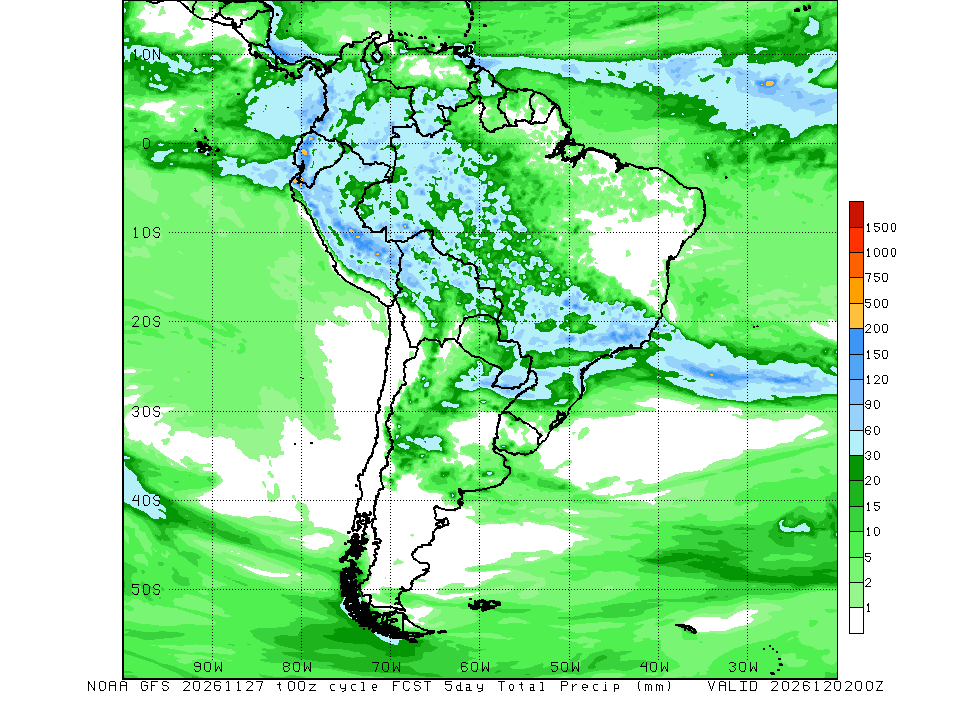 10N
0
10S
20S
30S
40S
50S
90W 80W 70W 60W 50W 40W 30W
1500
1000
750
500
200
150
120
90
60
30
20
15
10
5
2
1
NOAA GFS 20261127 t00z cycle FCST 5day Total Precip (mm) VALID 2026120200Z